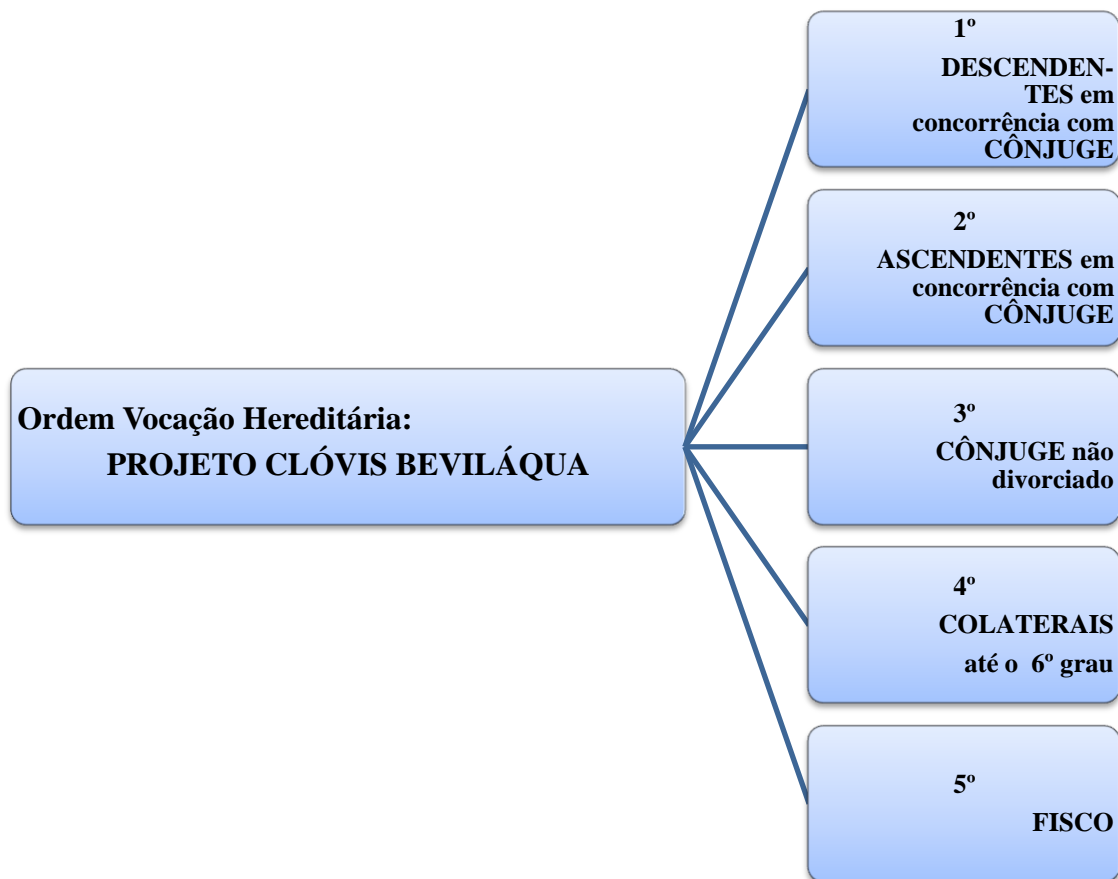 Ordem Vocação Hereditária:
PROJETO CLÓVIS BEVILÁQUA
1º
DESCENDEN-
TES em
concorrência com
CÔNJUGE
2º
ASCENDENTES em
concorrência com
CÔNJUGE
3º
CÔNJUGE não
divorciado
4º
COLATERAIS
até o 6º grau
5º
FISCO